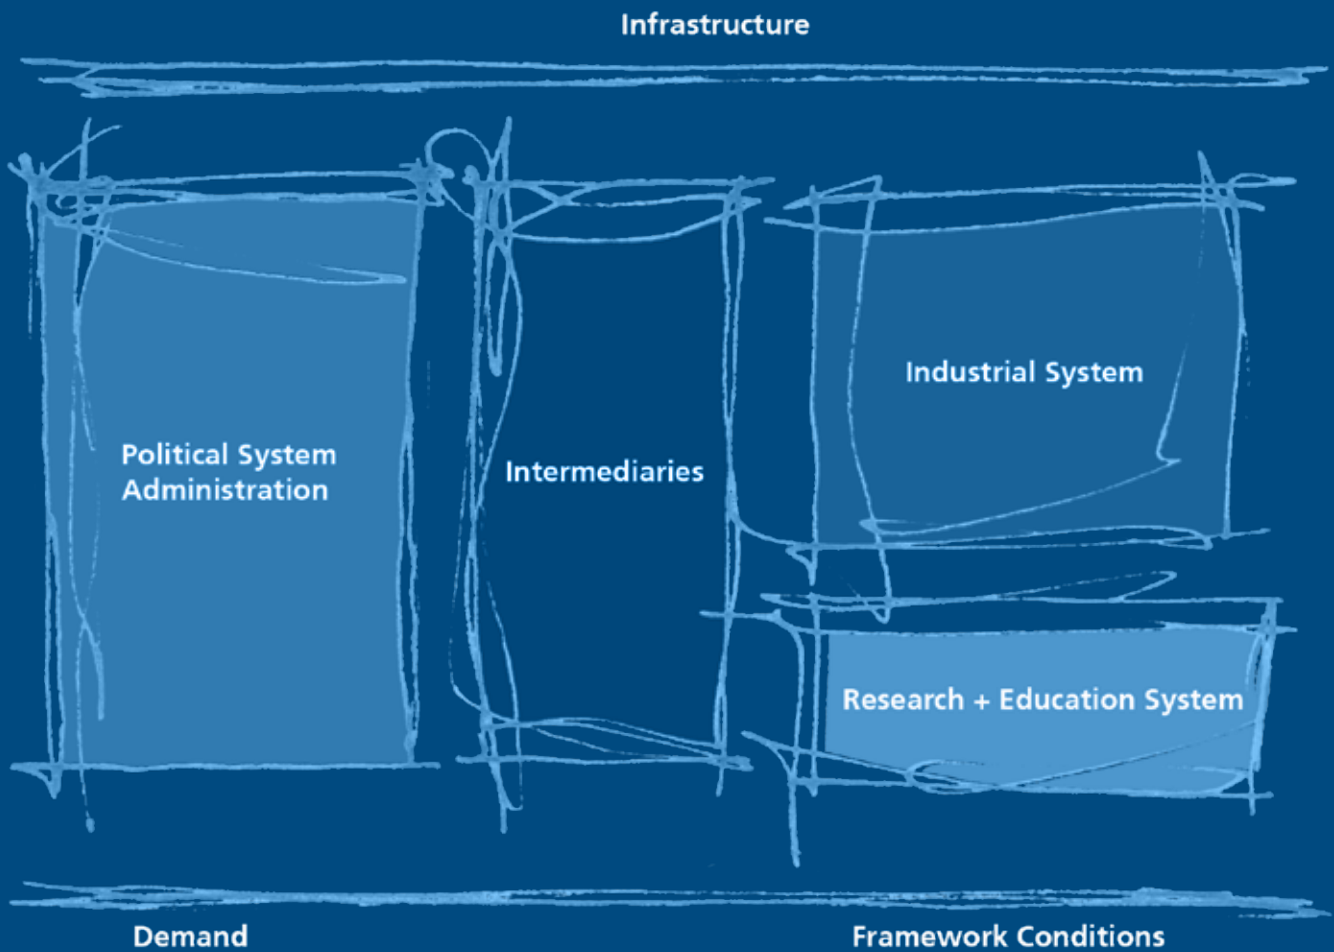 Infrastructure
Political System
Administration
Intermediaries
Industrial System
Research + Education System
Demand
Framework Conditions